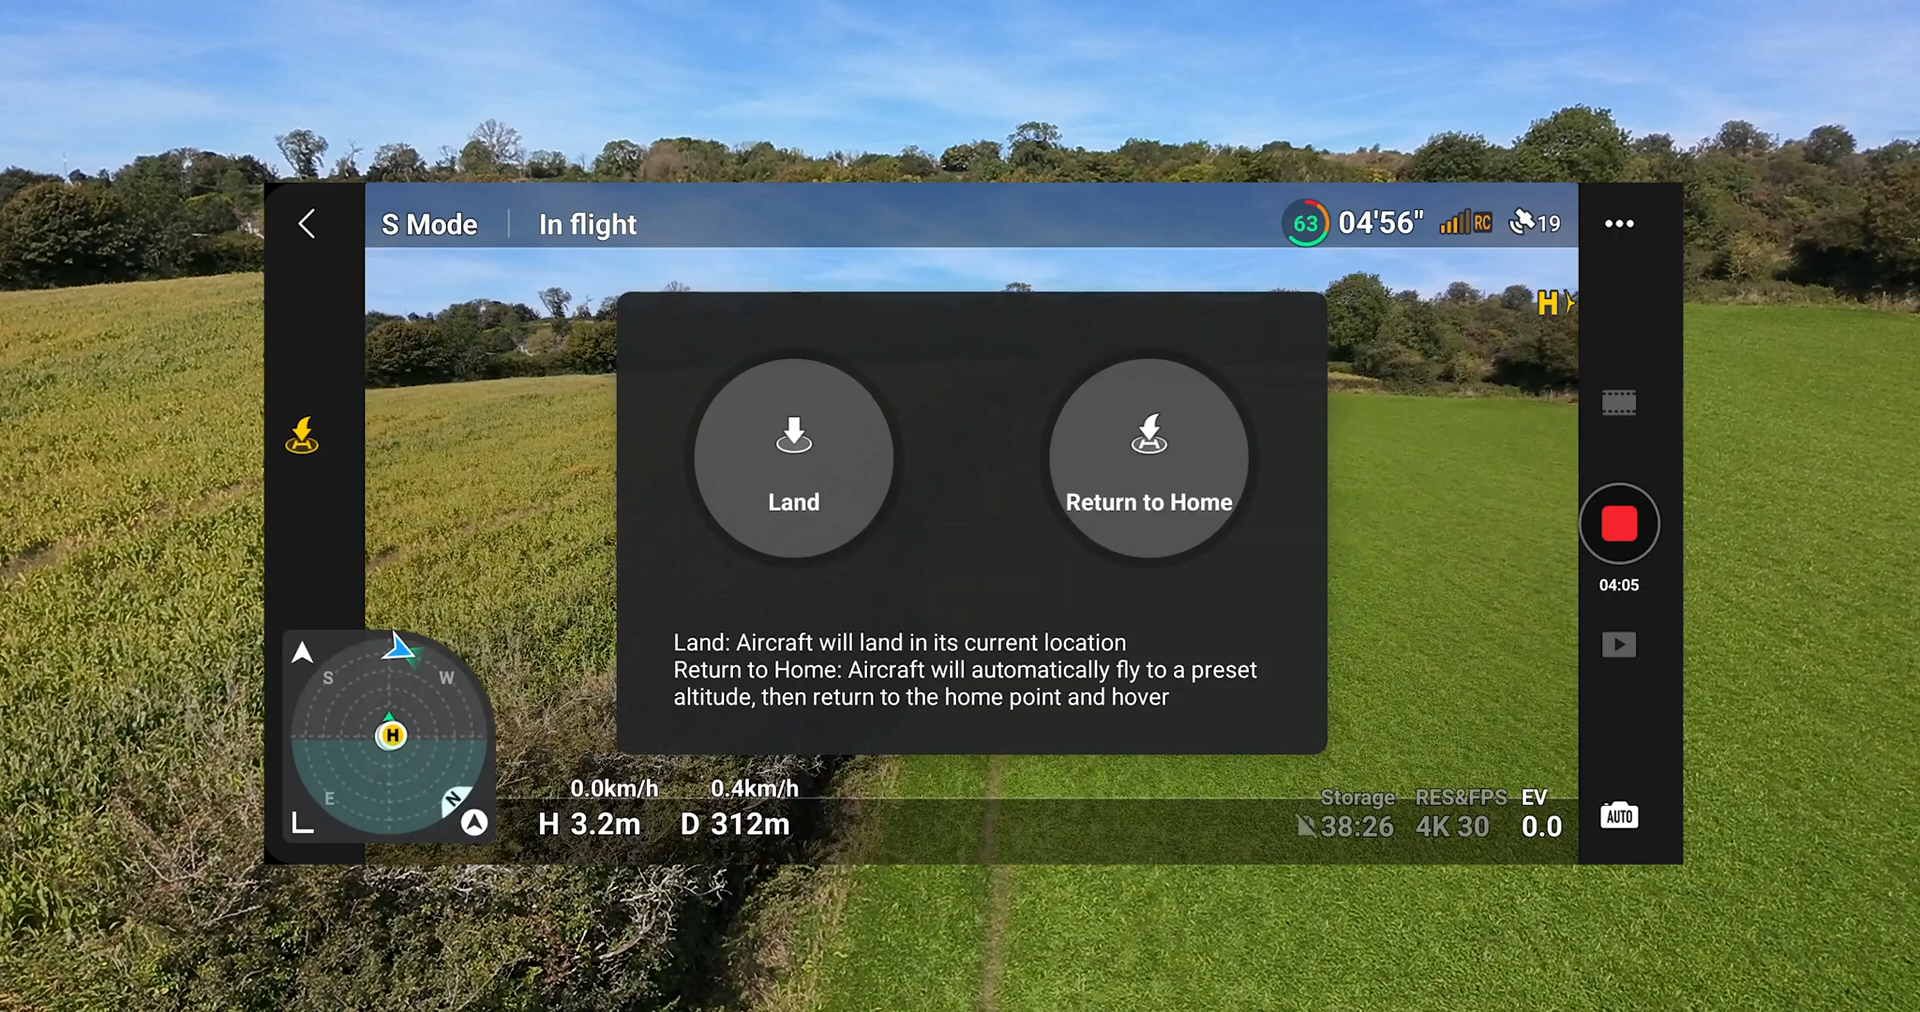 S Mode | In flight
63 04'56" RC 19
H
Land
Return to Home
Land: Aircraft will land in its current location
Return to Home: Aircraft will automatically fly to a preset
altitude, then return to the home point and hover
04:05
S W
H
E N
0.0km/h 0.4km/h
H 3.2m D 312m
Storage RES&FPS EV
38:26 4K 30 0.0
AUTO